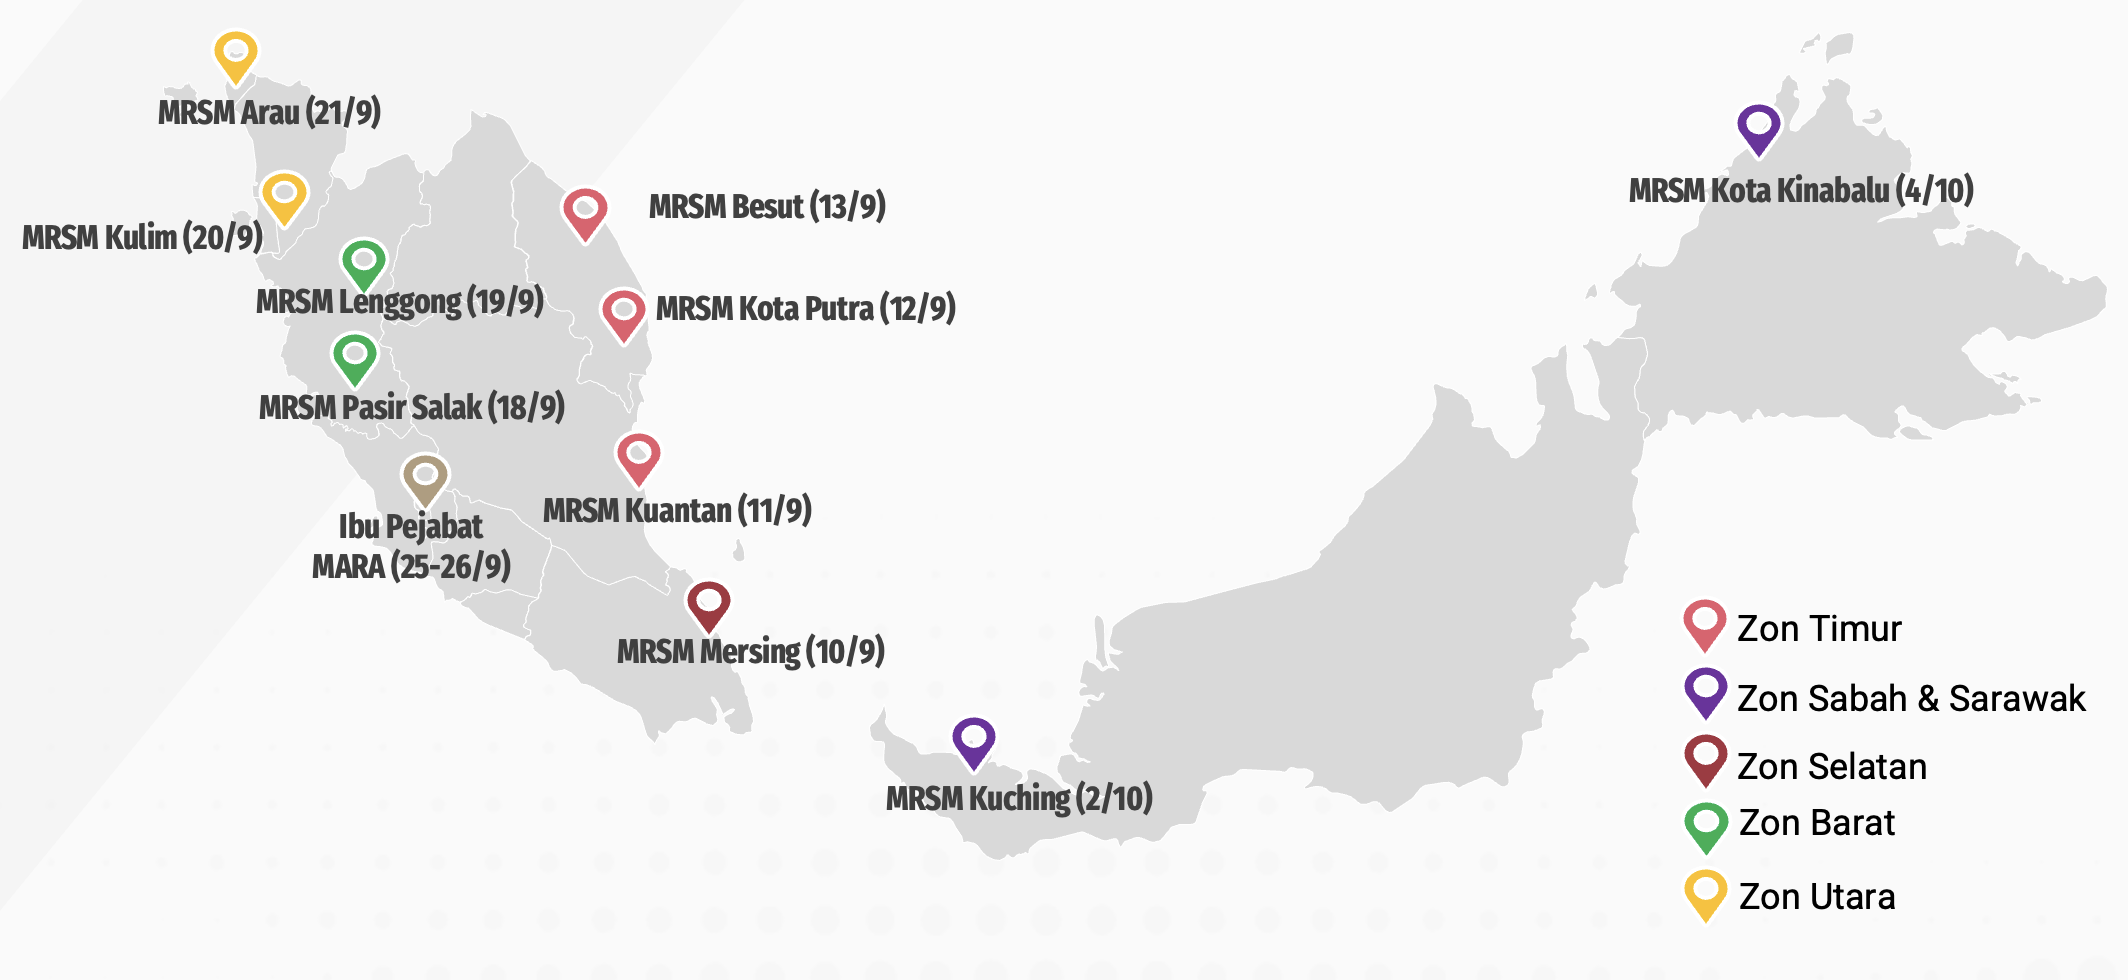 MRSM Arau (21/9)
MRSM Kulim (20/9)
MRSM Lenggong (19/9)
MRSM Pasir Salak (18/9)
Ibu Pejabat
MARA (25-26/9)
MRSM Besut (13/9)
MRSM Kota Putra (12/9)
MRSM Kuantan (11/9)
MRSM Mersing (10/9)
MRSM Kuching (2/10)
MRSM Kota Kinabalu (4/10)
Zon Timur
Zon Sabah & Sarawak
Zon Selatan
Zon Barat
Zon Utara